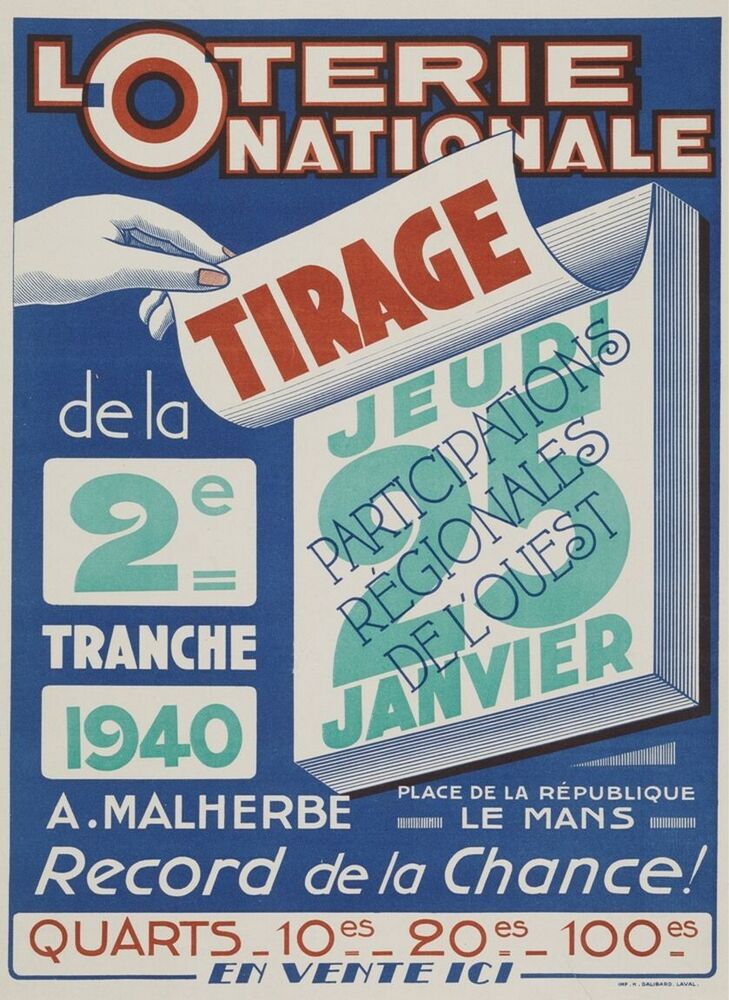 LOTERIE
NATIONALE
TIRAGE
de la
2e
TRANCHE
1940
JEUDI
25
JANVIER
PARTICIPATIONS
RÉGIONALES
DE L'OUEST
A. MALHERBE
PLACE DE LA RÉPUBLIQUE
LE MANS
Record de la Chance!
QUARTS _ 10es _ 20es _ 100es
EN VENTE ICI
IMP. H. DALIBARD. LAVAL.